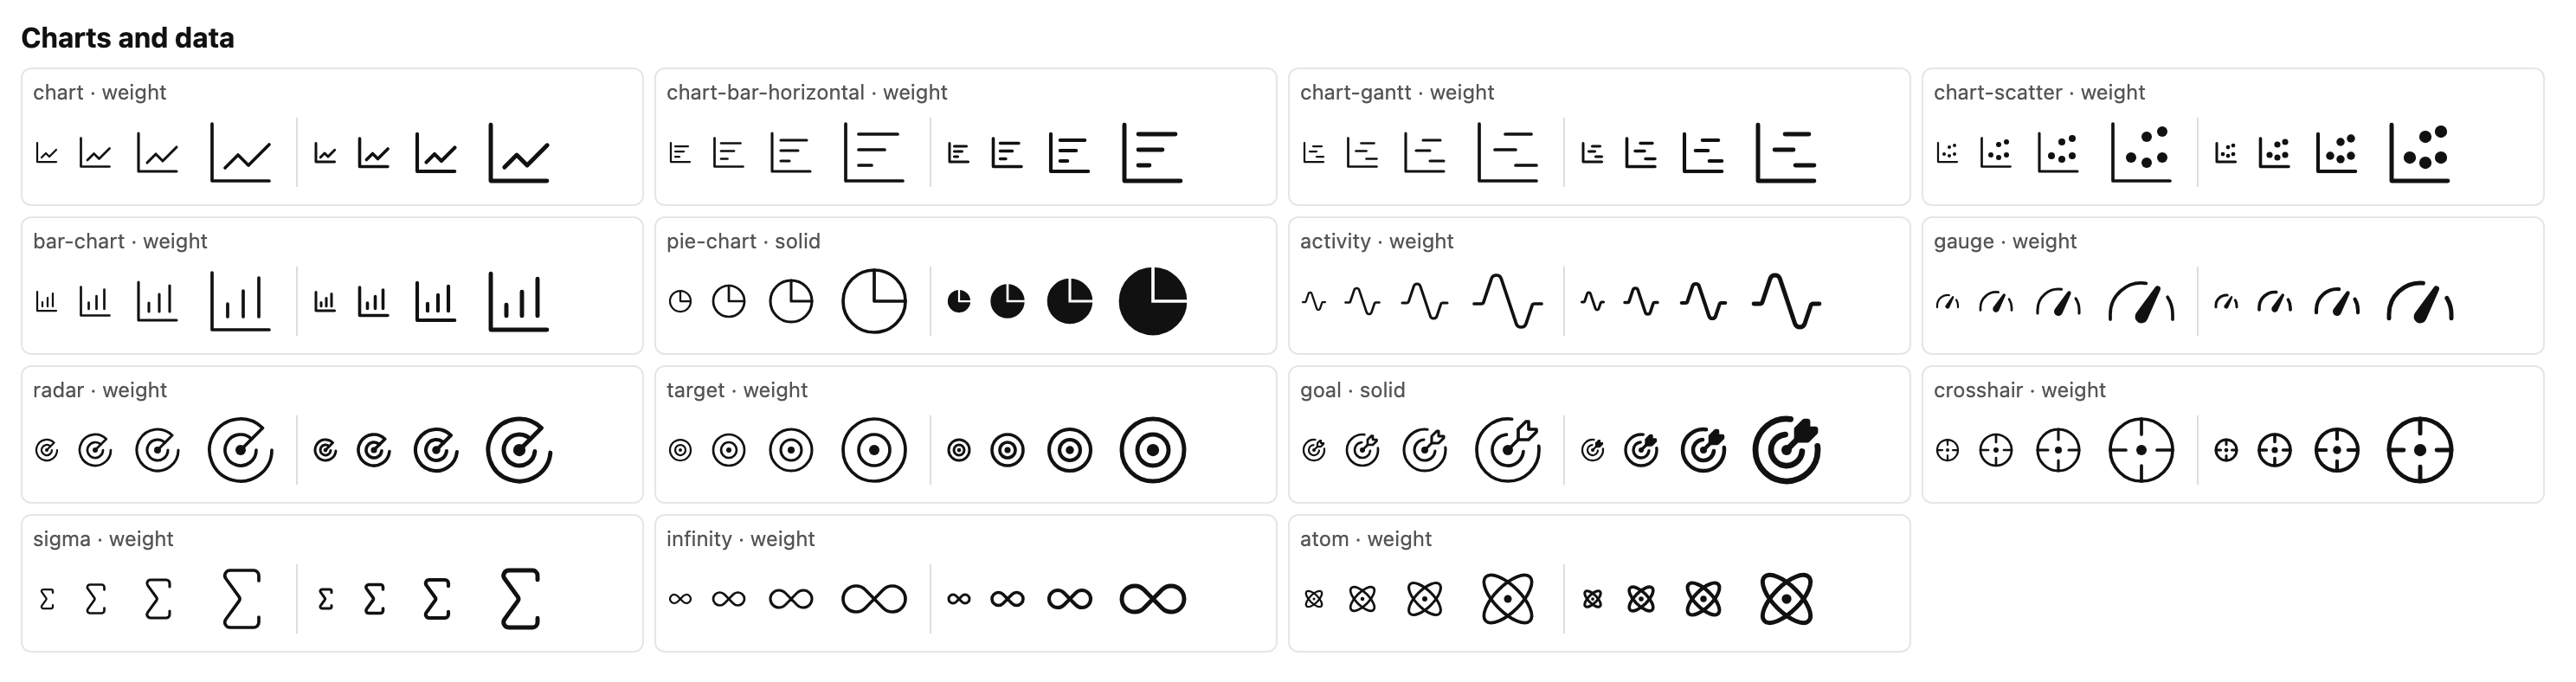 Charts and data
chart · weight
chart-bar-horizontal · weight
chart-gantt · weight
chart-scatter · weight
bar-chart · weight
pie-chart · solid
activity · weight
gauge · weight
radar · weight
target · weight
goal · solid
crosshair · weight
sigma · weight
infinity · weight
atom · weight